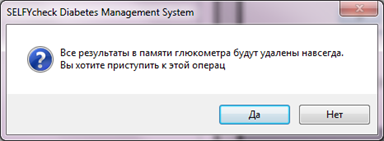 SELFYcheck Diabetes Management System
Все результаты в памяти глюкометра будут удалены навсегда.
Вы хотите приступить к этой операц
Да
Нет